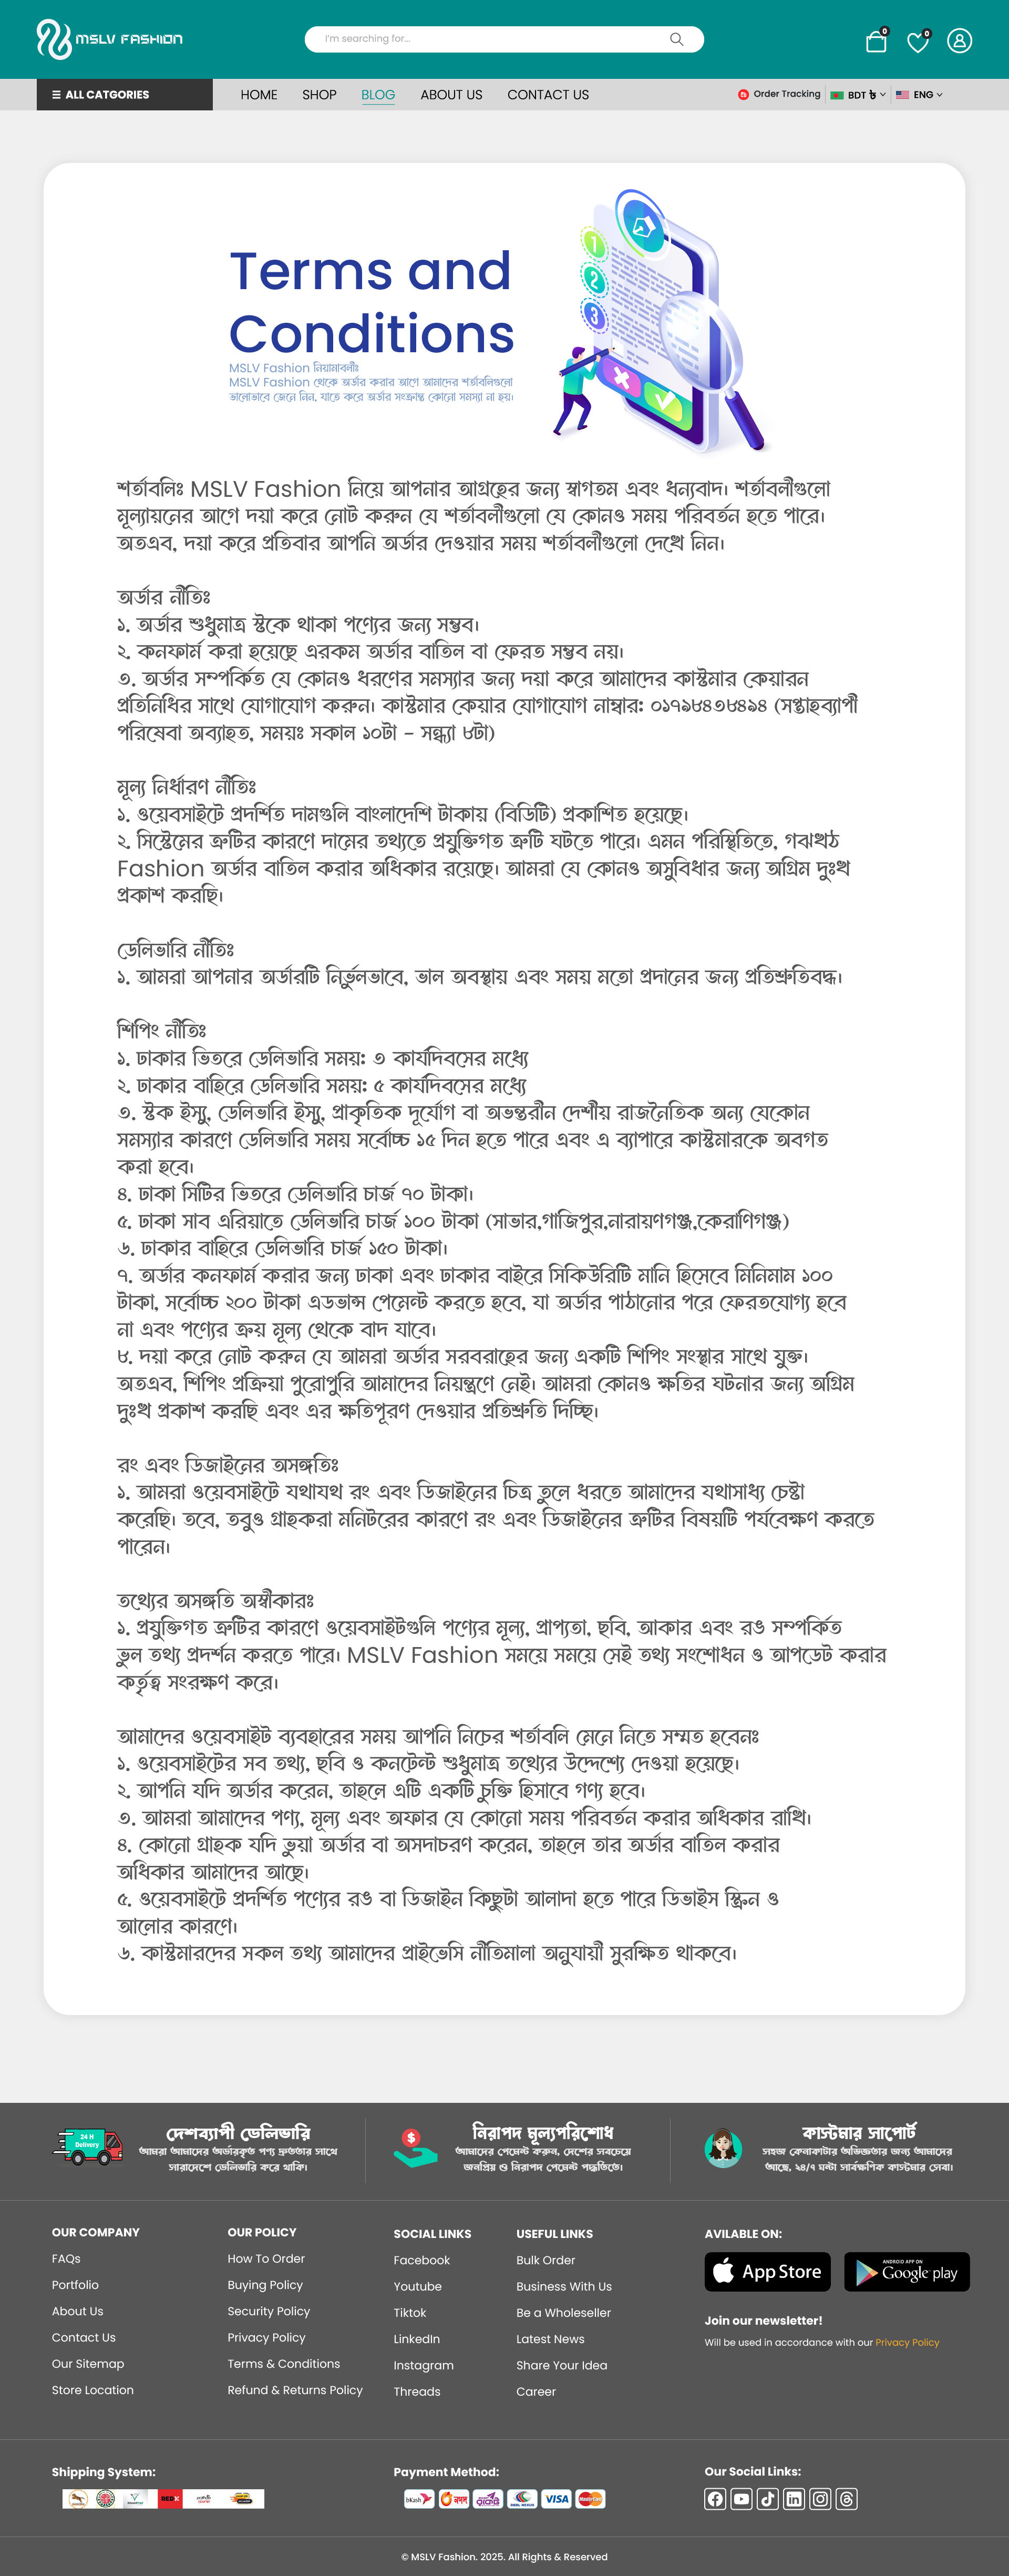 MSLV FASHION
I'm searching for...
0
0
ALL CATGORIES
HOME SHOP BLOG ABOUT US CONTACT US
Order Tracking
BDT ৳
ENG
Terms and
Conditions
1
2
3
MSLV Fashion নিয়ামাবলীঃ
MSLV Fashion থেকে অর্ডার করার আগে আমাদের শর্তাবলিগুলো
ভালোভাবে জেনে নিন, যাতে করে অর্ডার সংক্রান্ত কোনো সমস্যা না হয়।
শর্তাবলিঃ MSLV Fashion নিয়ে আপনার আগ্রহের জন্য স্বাগতম এবং ধন্যবাদ। শর্তাবলীগুলো
মূল্যায়নের আগে দয়া করে নোট করুন যে শর্তাবলীগুলো যে কোনও সময় পরিবর্তন হতে পারে।
অতএব, দয়া করে প্রতিবার আপনি অর্ডার দেওয়ার সময় শর্তাবলীগুলো দেখে নিন।
অর্ডার নীতিঃ
১. অর্ডার শুধুমাত্র স্টকে থাকা পণ্যের জন্য সম্ভব।
২. কনফার্ম করা হয়েছে এরকম অর্ডার বাতিল বা ফেরত সম্ভব নয়।
৩. অর্ডার সম্পর্কিত যে কোনও ধরণের সমস্যার জন্য দয়া করে আমাদের কাস্টমার কেয়ারন
প্রতিনিধির সাথে যোগাযোগ করুন। কাস্টমার কেয়ার যোগাযোগ নাম্বার: ০১৭৯৮৪৩৮৪৯৪ (সপ্তাহব্যাপী
পরিষেবা অব্যাহত, সময়ঃ সকাল ১০টা – সন্ধ্যা ৮টা)
মূল্য নির্ধারণ নীতিঃ
১. ওয়েবসাইটে প্রদর্শিত দামগুলি বাংলাদেশি টাকায় (বিডিটি) প্রকাশিত হয়েছে।
২. সিস্টেমের ত্রুটির কারণে দামের তথ্যতে প্রযুক্তিগত ত্রুটি ঘটতে পারে। এমন পরিস্থিতিতে, গঝখঠ
Fashion অর্ডার বাতিল করার অধিকার রয়েছে। আমরা যে কোনও অসুবিধার জন্য অগ্রিম দুঃখ
প্রকাশ করছি।
ডেলিভারি নীতিঃ
১. আমরা আপনার অর্ডারটি নির্ভুলভাবে, ভাল অবস্থায় এবং সময় মতো প্রদানের জন্য প্রতিশ্রুতিবদ্ধ।
শিপিং নীতিঃ
১. ঢাকার ভিতরে ডেলিভারি সময়: ৩ কার্যদিবসের মধ্যে
২. ঢাকার বাহিরে ডেলিভারি সময়: ৫ কার্যদিবসের মধ্যে
৩. স্টক ইস্যু, ডেলিভারি ইস্যু, প্রাকৃতিক দূর্যোগ বা অভন্তরীন দেশীয় রাজনৈতিক অন্য যেকোন
সমস্যার কারণে ডেলিভারি সময় সর্বোচ্চ ১৫ দিন হতে পারে এবং এ ব্যাপারে কাস্টমারকে অবগত
করা হবে।
৪. ঢাকা সিটির ভিতরে ডেলিভারি চার্জ ৭০ টাকা।
৫. ঢাকা সাব এরিয়াতে ডেলিভারি চার্জ ১০০ টাকা (সাভার,গাজিপুর,নারায়ণগঞ্জ,কেরাণিগঞ্জ)
৬. ঢাকার বাহিরে ডেলিভারি চার্জ ১৫০ টাকা।
৭. অর্ডার কনফার্ম করার জন্য ঢাকা এবং ঢাকার বাইরে সিকিউরিটি মানি হিসেবে মিনিমাম ১০০
টাকা, সর্বোচ্চ ২০০ টাকা এডভান্স পেমেন্ট করতে হবে, যা অর্ডার পাঠানোর পরে ফেরতযোগ্য হবে
না এবং পণ্যের ক্রয় মূল্য থেকে বাদ যাবে।
৮. দয়া করে নোট করুন যে আমরা অর্ডার সরবরাহের জন্য একটি শিপিং সংস্থার সাথে যুক্ত।
অতএব, শিপিং প্রক্রিয়া পুরোপুরি আমাদের নিয়ন্ত্রণে নেই। আমরা কোনও ক্ষতির ঘটনার জন্য অগ্রিম
দুঃখ প্রকাশ করছি এবং এর ক্ষতিপূরণ দেওয়ার প্রতিশ্রুতি দিচ্ছি।
রং এবং ডিজাইনের অসঙ্গতিঃ
১. আমরা ওয়েবসাইটে যথাযথ রং এবং ডিজাইনের চিত্র তুলে ধরতে আমাদের যথাসাধ্য চেষ্টা
করেছি। তবে, তবুও গ্রাহকরা মনিটরের কারণে রং এবং ডিজাইনের ত্রুটির বিষয়টি পর্যবেক্ষণ করতে
পারেন।
তথ্যের অসঙ্গতি অস্বীকারঃ
১. প্রযুক্তিগত ত্রুটির কারণে ওয়েবসাইটগুলি পণ্যের মূল্য, প্রাপ্যতা, ছবি, আকার এবং রঙ সম্পর্কিত
ভুল তথ্য প্রদর্শন করতে পারে। MSLV Fashion সময়ে সময়ে সেই তথ্য সংশোধন ও আপডেট করার
কর্তৃত্ব সংরক্ষণ করে।
আমাদের ওয়েবসাইট ব্যবহারের সময় আপনি নিচের শর্তাবলি মেনে নিতে সম্মত হবেনঃ
১. ওয়েবসাইটের সব তথ্য, ছবি ও কনটেন্ট শুধুমাত্র তথ্যের উদ্দেশ্যে দেওয়া হয়েছে।
২. আপনি যদি অর্ডার করেন, তাহলে এটি একটি চুক্তি হিসাবে গণ্য হবে।
৩. আমরা আমাদের পণ্য, মূল্য এবং অফার যে কোনো সময় পরিবর্তন করার অধিকার রাখি।
৪. কোনো গ্রাহক যদি ভুয়া অর্ডার বা অসদাচরণ করেন, তাহলে তার অর্ডার বাতিল করার
অধিকার আমাদের আছে।
৫. ওয়েবসাইটে প্রদর্শিত পণ্যের রঙ বা ডিজাইন কিছুটা আলাদা হতে পারে ডিভাইস স্ক্রিন ও
আলোর কারণে।
৬. কাস্টমারদের সকল তথ্য আমাদের প্রাইভেসি নীতিমালা অনুযায়ী সুরক্ষিত থাকবে।
24 H
Delivery
দেশব্যাপী ডেলিভারি
আমরা আমাদের অর্ডারকৃত পণ্য দ্রুততার সাথে
সারাদেশে ডেলিভারি করে থাকি।
নিরাপদ মূল্যপরিশোধ
আমাদের পেমেন্ট করুন, দেশের সবচেয়ে
জনপ্রিয় ও নিরাপদ পেমেন্ট পদ্ধতিতে।
কাস্টমার সাপোর্ট
সহজ কেনাকাটার অভিজ্ঞতার জন্য আমাদের
আছে, ২৪/৭ ঘন্টা সার্বক্ষণিক কাস্টমার সেবা।
OUR COMPANY
FAQs
Portfolio
About Us
Contact Us
Our Sitemap
Store Location
OUR POLICY
How To Order
Buying Policy
Security Policy
Privacy Policy
Terms & Conditions
Refund & Returns Policy
SOCIAL LINKS
Facebook
Youtube
Tiktok
LinkedIn
Instagram
Threads
USEFUL LINKS
Bulk Order
Business With Us
Be a Wholeseller
Latest News
Share Your Idea
Career
AVILABLE ON:
App Store
ANDROID APP ON
Google play
Join our newsletter!
Will be used in accordance with our Privacy Policy
Shipping System:
REDX
Payment Method:
bKash
নগদ
VISA
MasterCard
Our Social Links:
© MSLV Fashion. 2025. All Rights & Reserved